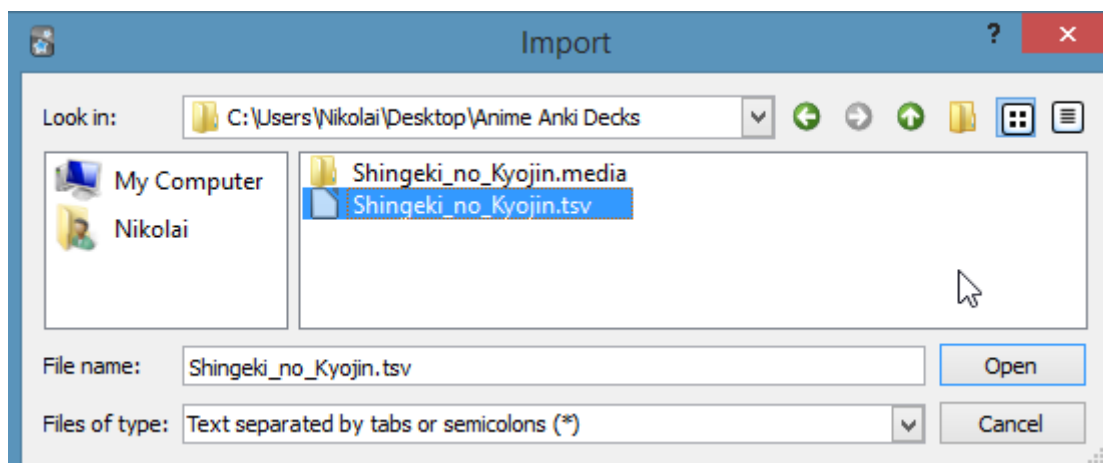 Import
?
Look in: C:\Users\Nikolai\Desktop\Anime Anki Decks
My Computer
Nikolai
Shingeki_no_Kyojin.media
Shingeki_no_Kyojin.tsv
File name: Shingeki_no_Kyojin.tsv Open
Files of type: Text separated by tabs or semicolons (*) Cancel